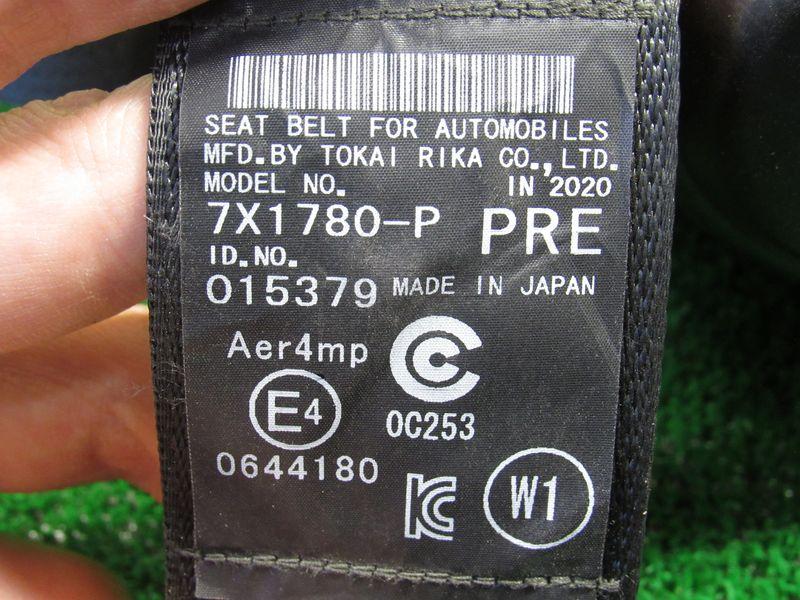 SEAT BELT FOR AUTOMOBILES
MFD.BY TOKAI RIKA CO.,LTD.
MODEL NO. IN 2020
7X1780-P PRE
ID.NO.
015379 MADE IN JAPAN
Aer4mp
E4 0C253
0644180
KC W1